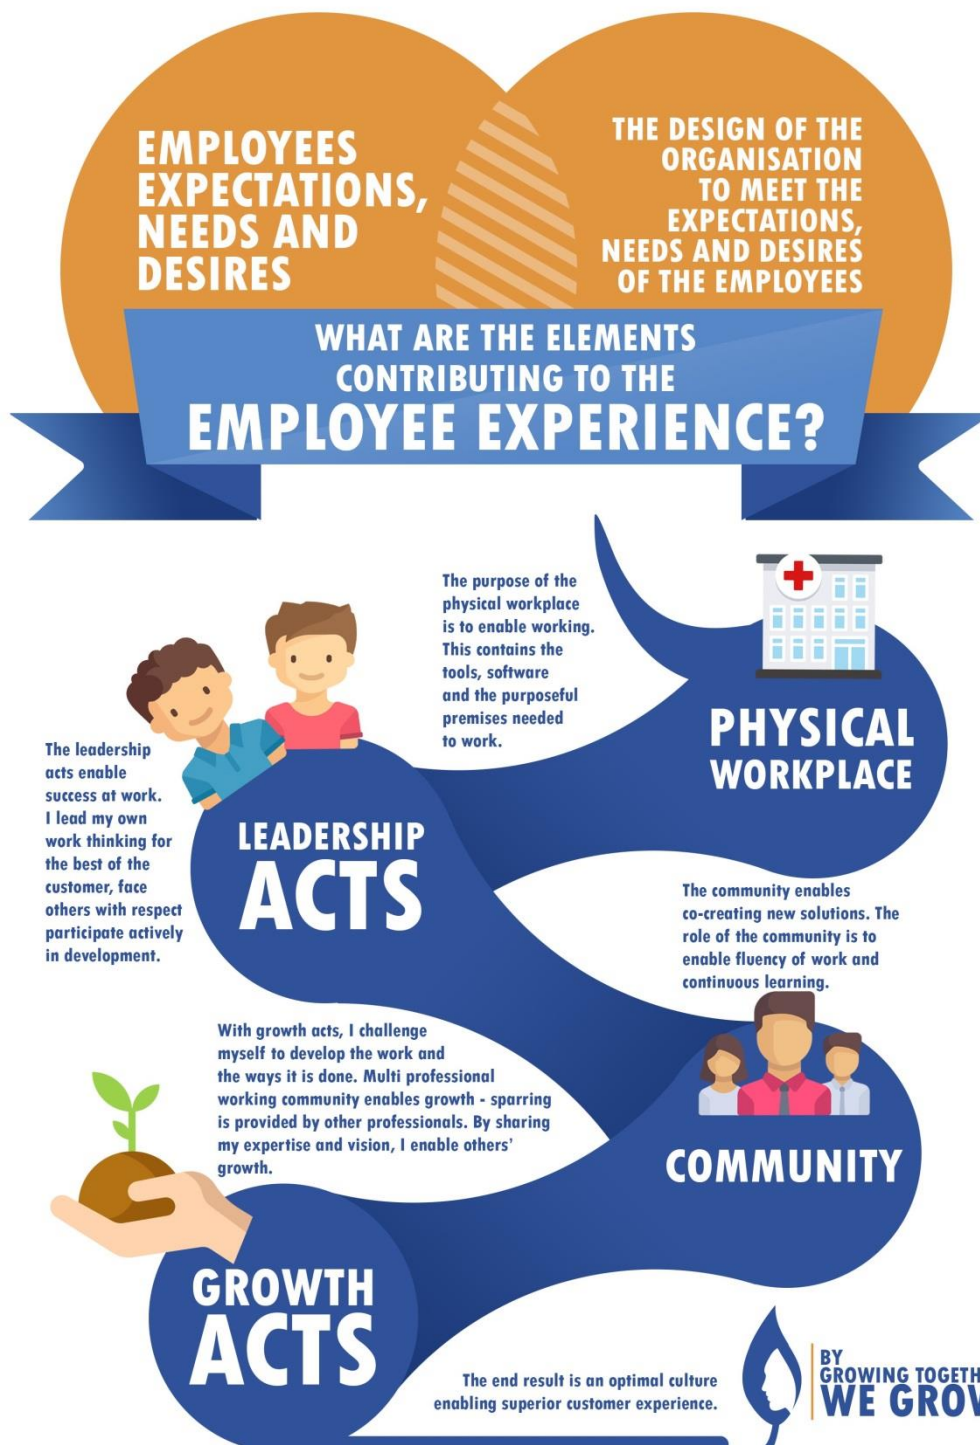 EMPLOYEES
EXPECTATIONS,
NEEDS AND
DESIRES
THE DESIGN OF THE
ORGANISATION
TO MEET THE
EXPECTATIONS,
NEEDS AND DESIRES
OF THE EMPLOYEES
WHAT ARE THE ELEMENTS
CONTRIBUTING TO THE
EMPLOYEE EXPERIENCE?
The purpose of the
physical workplace
is to enable working.
This contains the
tools, software
and the purposeful
premises needed
to work.
PHYSICAL
WORKPLACE
The leadership
acts enable
success at work.
I lead my own
work thinking for
the best of the
customer, face
others with respect
participate actively
in development.
LEADERSHIP
ACTS
The community enables
co-creating new solutions. The
role of the community is to
enable fluency of work and
continuous learning.
COMMUNITY
With growth acts, I challenge
myself to develop the work and
the ways it is done. Multi professional
working community enables growth - sparring
is provided by other professionals. By sharing
my expertise and vision, I enable others'
growth.
GROWTH
ACTS
The end result is an optimal culture
enabling superior customer experience.
BY
GROWING TOGETH
WE GROW